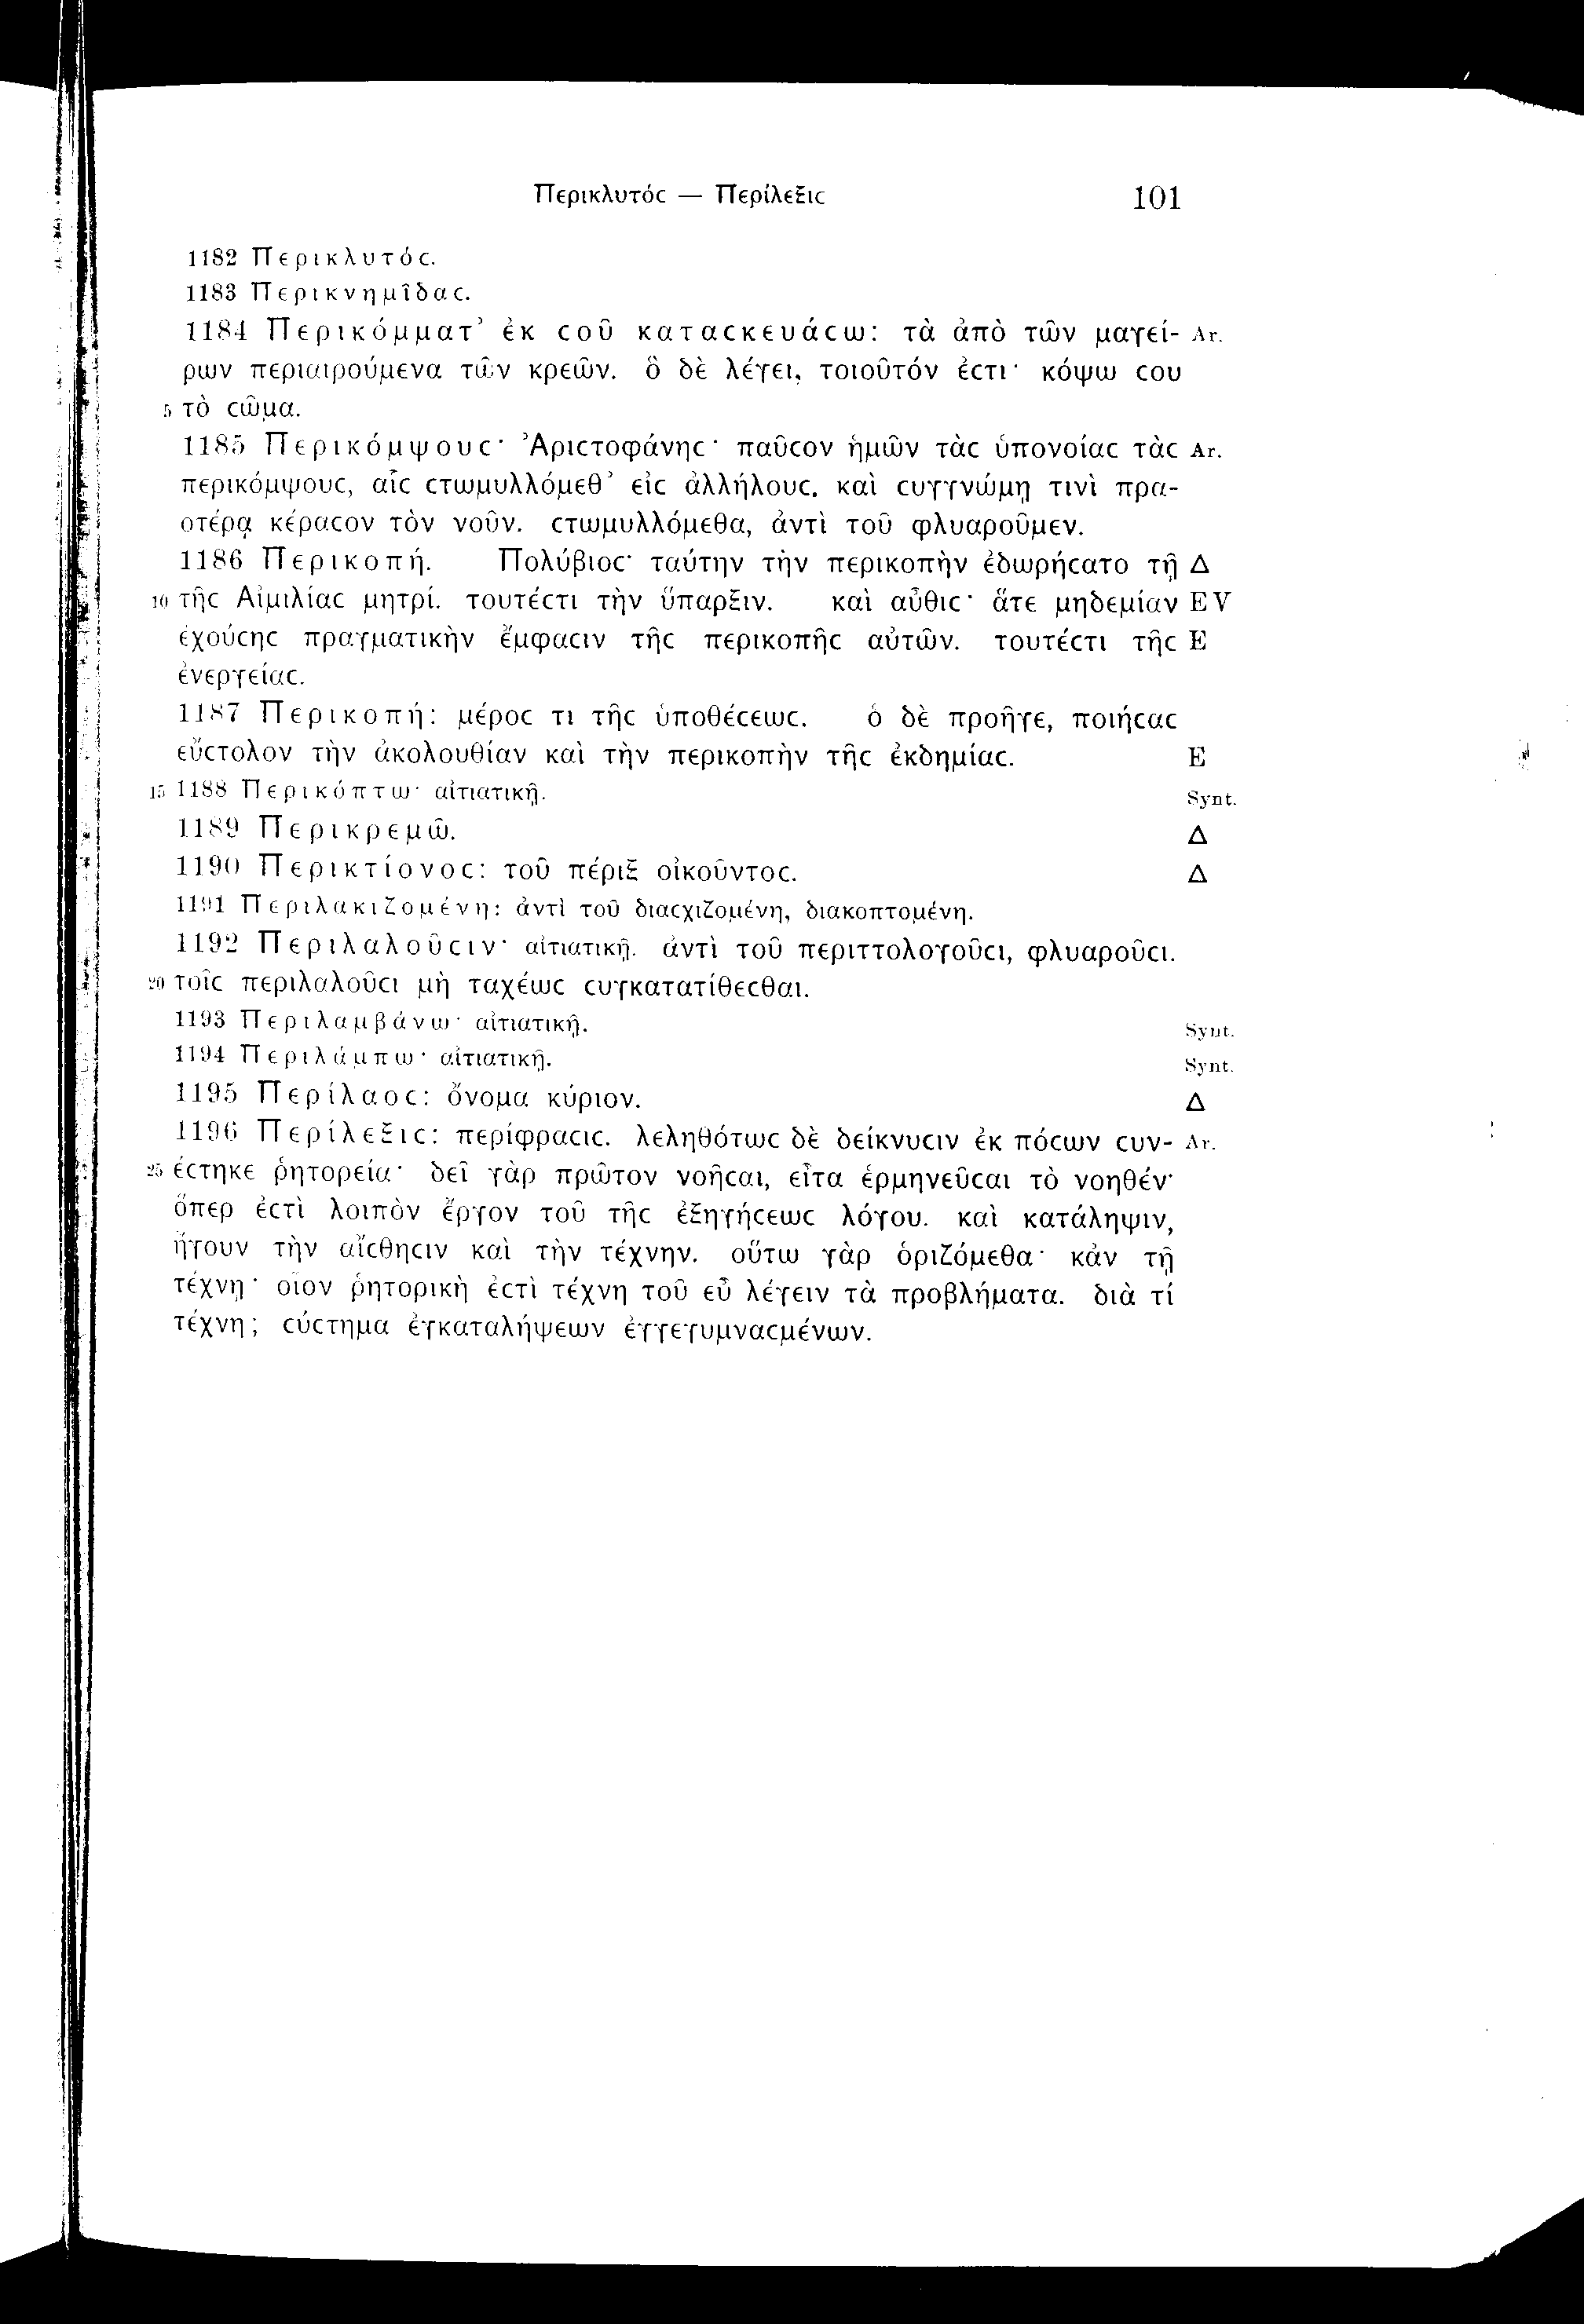 Περικλυτόϲ — Περίλεξιϲ 101
1182 Περικλυτόϲ.
1183 Περικνημῖδαϲ.
1184 Περικόμματ’ ἐκ ϲοῦ καταϲκευάϲω: τὰ ἀπὸ τῶν μαγεί- Ar.
ρων περιαιρούμενα τῶν κρεῶν. ὃ δὲ λέγει, τοιοῦτόν ἐϲτι· κόψω ϲου
5 τὸ ϲῶμα.
1185 Περικόμψουϲ· Ἀριϲτοφάνηϲ· παῦϲον ἡμῶν τὰϲ ὑπονοίαϲ τὰϲ Ar.
περικόμψουϲ, αἷϲ ϲτωμυλλόμεθ’ εἰϲ ἀλλήλουϲ, καὶ ϲυγγνώμῃ τινὶ πρα-
οτέρᾳ κέραϲον τὸν νοῦν. ϲτωμυλλόμεθα, ἀντὶ τοῦ φλυαροῦμεν.
1186 Περικοπή. Πολύβιοϲ· ταύτην τὴν περικοπὴν ἐδωρήϲατο τῇ Δ
10 τῆϲ Αἰμιλίαϲ μητρί. τουτέϲτι τὴν ὕπαρξιν. καὶ αὖθιϲ· ἅτε μηδεμίαν E V
ἐχούϲηϲ πραγματικὴν ἔμφαϲιν τῆϲ περικοπῆϲ αὐτῶν. τουτέϲτι τῆϲ E
ἐνεργείαϲ.
1187 Περικοπή: μέροϲ τι τῆϲ ὑποθέϲεωϲ. ὁ δὲ προῆγε, ποιήϲαϲ
εὔϲτολον τὴν ἀκολουθίαν καὶ τὴν περικοπὴν τῆϲ ἐκδημίαϲ. E
15 1188 Περικόπτω· αἰτιατικῇ. Synt.
1189 Περικρεμῶ. Δ
1190 Περικτίονοϲ: τοῦ πέριξ οἰκοῦντοϲ. Δ
1191 Περιλακιζομένη: ἀντὶ τοῦ διαϲχιζομένη, διακοπτομένη.
1192 Περιλαλοῦϲιν· αἰτιατικῇ. ἀντὶ τοῦ περιττολογοῦϲι, φλυαροῦϲι.
20 τοῖϲ περιλαλοῦϲι μὴ ταχέωϲ ϲυγκατατίθεϲθαι.
1193 Περιλαμβάνω· αἰτιατικῇ. Synt.
1194 Περιλάμπω· αἰτιατικῇ. Synt.
1195 Περίλαοϲ: ὄνομα κύριον. Δ
1196 Περίλεξιϲ: περίφραϲιϲ. λεληθότωϲ δὲ δείκνυϲιν ἐκ πόϲων ϲυν- Ar.
25 έϲτηκε ῥητορεία· δεῖ γὰρ πρῶτον νοῆϲαι, εἶτα ἑρμηνεῦϲαι τὸ νοηθέν·
ὅπερ ἐϲτὶ λοιπὸν ἔργον τοῦ τῆϲ ἐξηγήϲεωϲ λόγου. καὶ κατάληψιν,
ἤγουν τὴν αἴϲθηϲιν καὶ τὴν τέχνην. οὕτω γὰρ ὁριζόμεθα· κἀν τῇ
τέχνῃ· οἷον ῥητορικὴ ἐϲτὶ τέχνη τοῦ εὖ λέγειν τὰ προβλήματα. διὰ τί
τέχνη; ϲύϲτημα ἐγκαταλήψεων ἐγγεγυμναϲμένων.